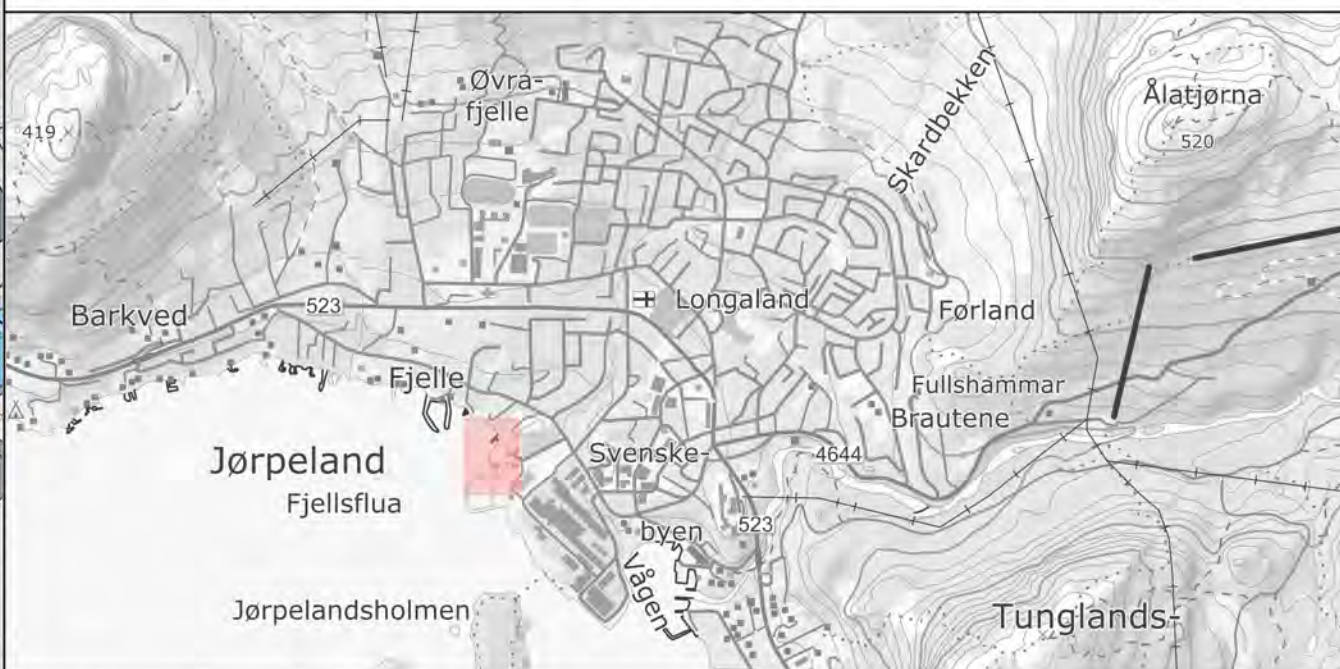 Øvra-
fjelle
Skardbekken
Ålatjørna
520
419
523
Longaland
Barkved
Førland
Fjelle
Fullshammar
Brautene
Jørpeland
Svenske-
4644
Fjellsflua
byen
523
Vågen
Jørpelandsholmen
Tunglands-